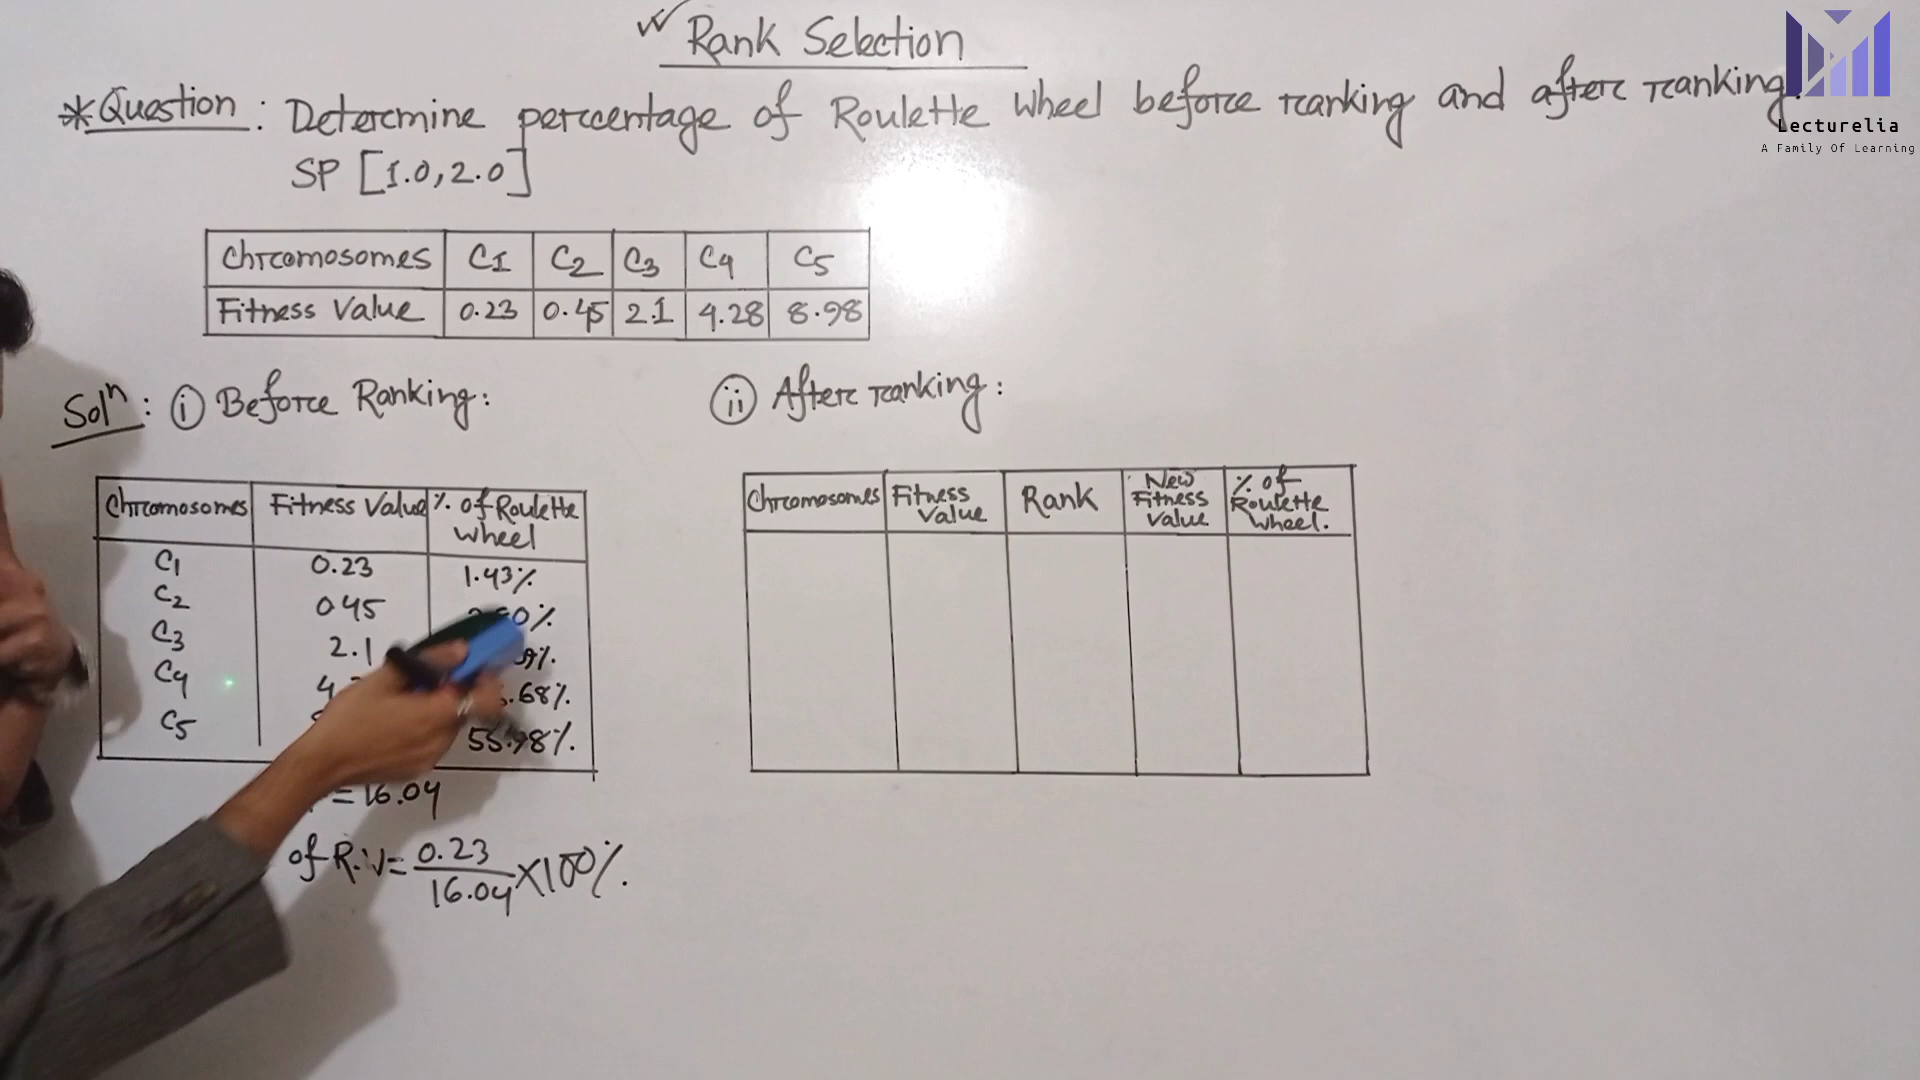 Rank Selection
*Question: Determine percentage of Roulette Wheel before ranking and after ranking.
SP [1.0, 2.0]
Lecturelia
A Family Of Learning
Chromosomes C1 C2 C3 C4 C5
Fitness Value 0.23 0.45 2.1 4.28 8.98
Solⁿ: (i) Before Ranking:
(ii) After ranking:
Chromosomes Fitness Value % of Roulette wheel
C1 0.23 1.43%
C2 0.45
C3 2.1
C4 .68%
C5 55.98%
= 16.04
of R.W = 0.23/16.04 × 100%.
Chromosomes Fitness Value Rank New Fitness Value % of Roulette Wheel.